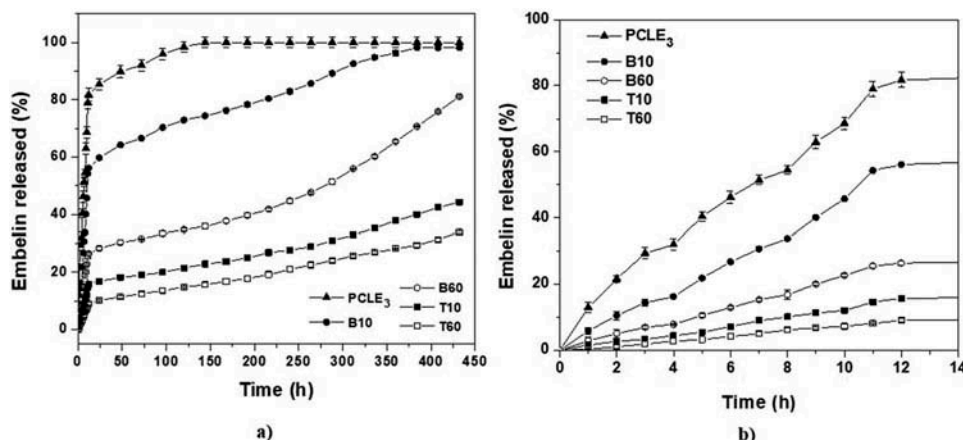 Embelin released (%)
100
80
60
40
20
0
PCLE3
B10
B60
T10
T60
0 50 100 150 200 250 300 350 400 450
Time (h)
a)
Embelin released (%)
100
80
60
40
20
0
PCLE3
B10
B60
T10
T60
0 2 4 6 8 10 12 14
Time (h)
b)